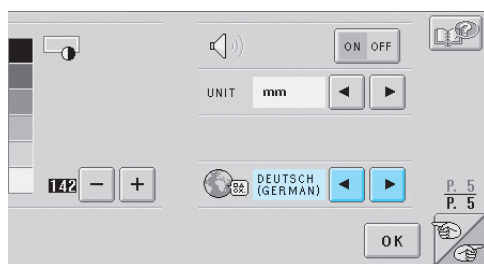 ON OFF
UNIT mm
142 - +
DEUTSCH
(GERMAN)
P. 5
P. 5
OK